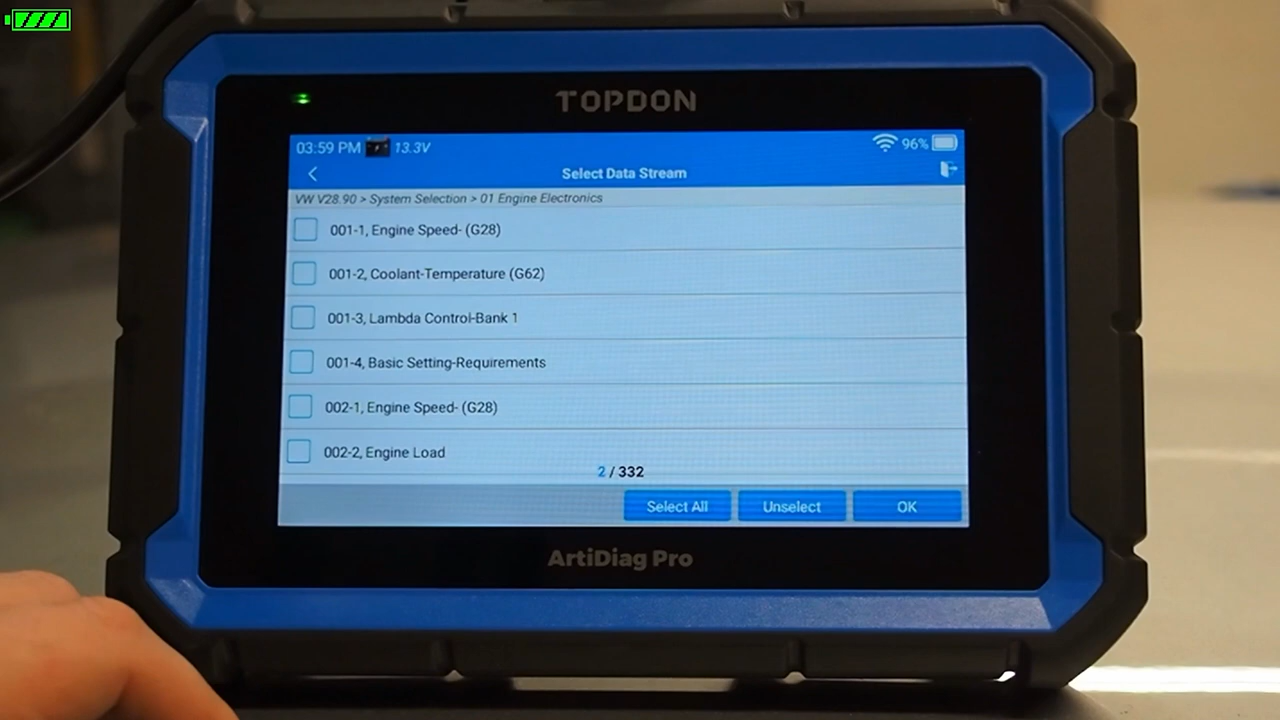 TOPDON
03:59 PM 13.3V 96%
Select Data Stream
VW V28.90 > System Selection > 01 Engine Electronics
001-1, Engine Speed- (G28)
001-2, Coolant-Temperature (G62)
001-3, Lambda Control-Bank 1
001-4, Basic Setting-Requirements
002-1, Engine Speed- (G28)
002-2, Engine Load
2 / 332
Select All Unselect OK
ArtiDiag Pro